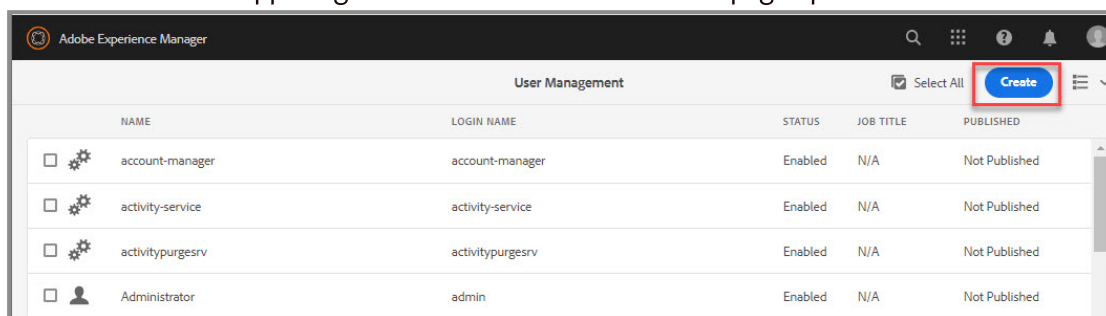 Adobe Experience Manager
User Management Select All Create
NAME LOGIN NAME STATUS JOB TITLE PUBLISHED
account-manager account-manager Enabled N/A Not Published
activity-service activity-service Enabled N/A Not Published
activitypurgesrv activitypurgesrv Enabled N/A Not Published
Administrator admin Enabled N/A Not Published